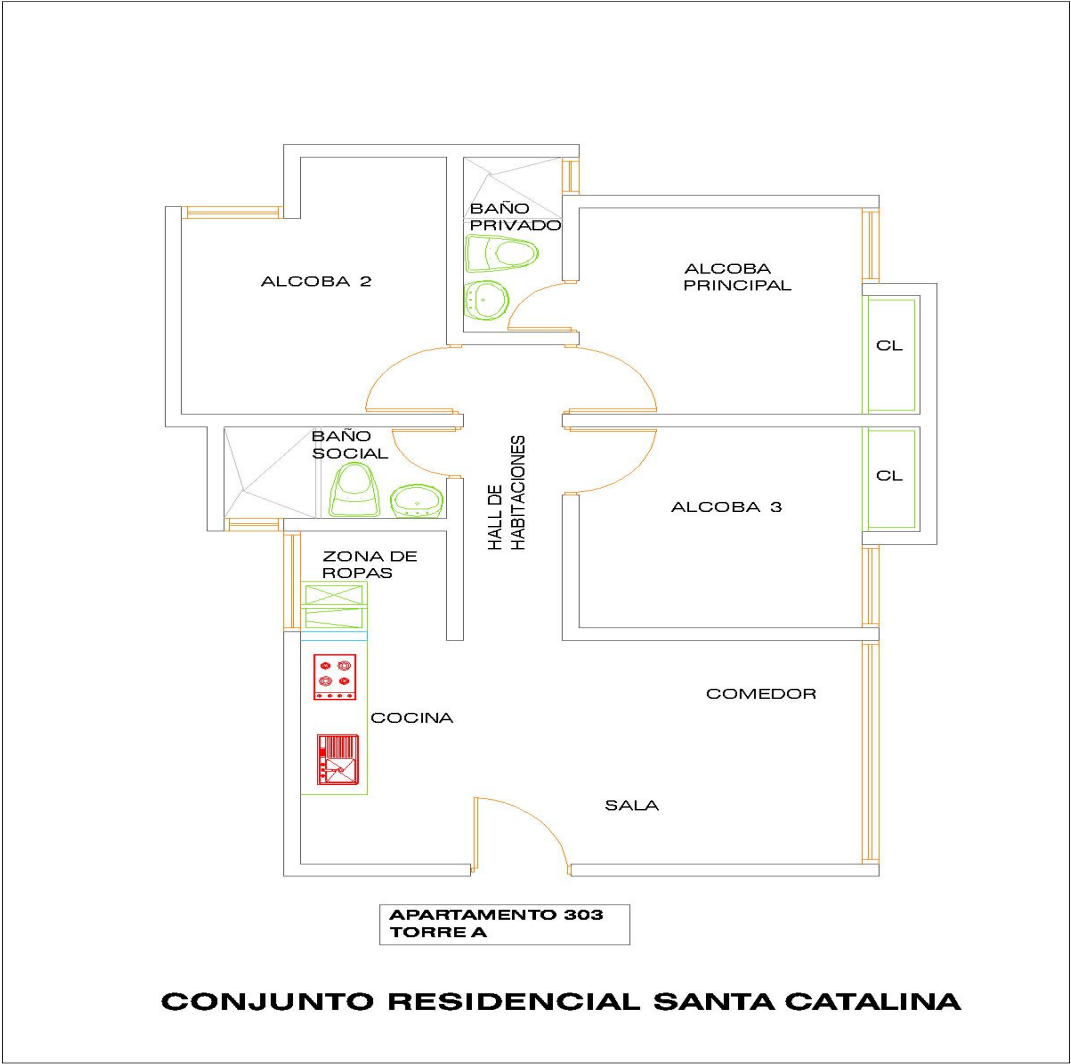 BAÑO
PRIVADO
ALCOBA 2
ALCOBA
PRINCIPAL
CL
BAÑO
SOCIAL
HALL DE
HABITACIONES
CL
ALCOBA 3
ZONA DE
ROPAS
COMEDOR
COCINA
SALA
APARTAMENTO 303
TORRE A
CONJUNTO RESIDENCIAL SANTA CATALINA